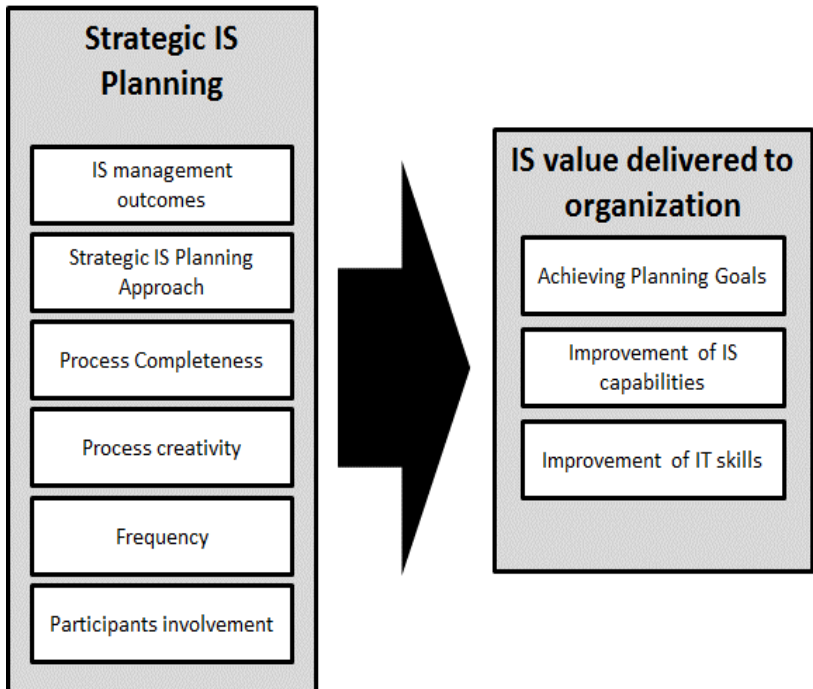 Strategic IS
Planning
IS management
outcomes
Strategic IS Planning
Approach
Process Completeness
Process creativity
Frequency
Participants involvement
IS value delivered to
organization
Achieving Planning Goals
Improvement of IS
capabilities
Improvement of IT skills